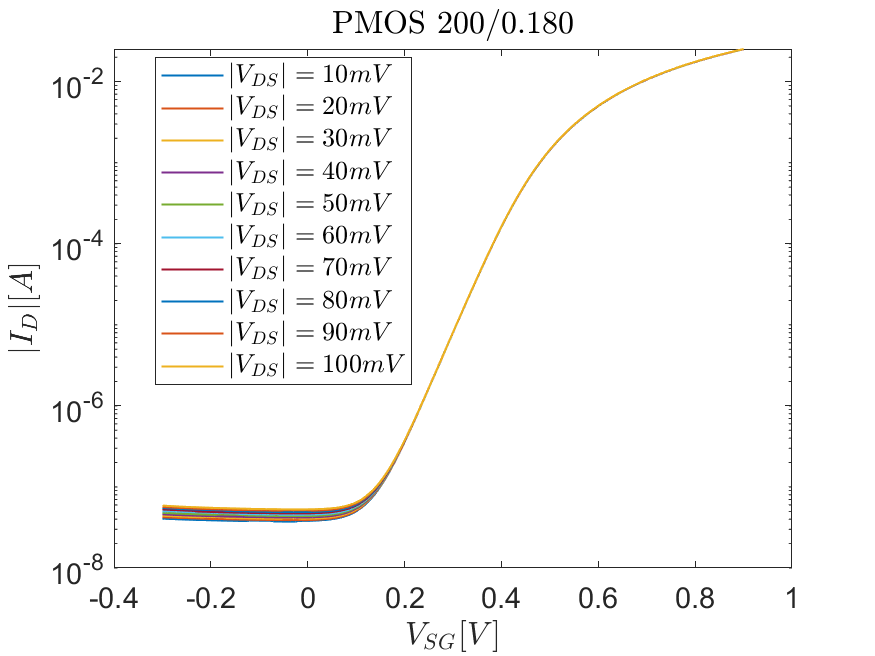 PMOS 200/0.180
|V_DS| = 10mV
|V_DS| = 20mV
|V_DS| = 30mV
|V_DS| = 40mV
|V_DS| = 50mV
|V_DS| = 60mV
|V_DS| = 70mV
|V_DS| = 80mV
|V_DS| = 90mV
|V_DS| = 100mV
|I_D|[A]
10^-2
10^-4
10^-6
10^-8
-0.4 -0.2 0 0.2 0.4 0.6 0.8 1
V_SG[V]